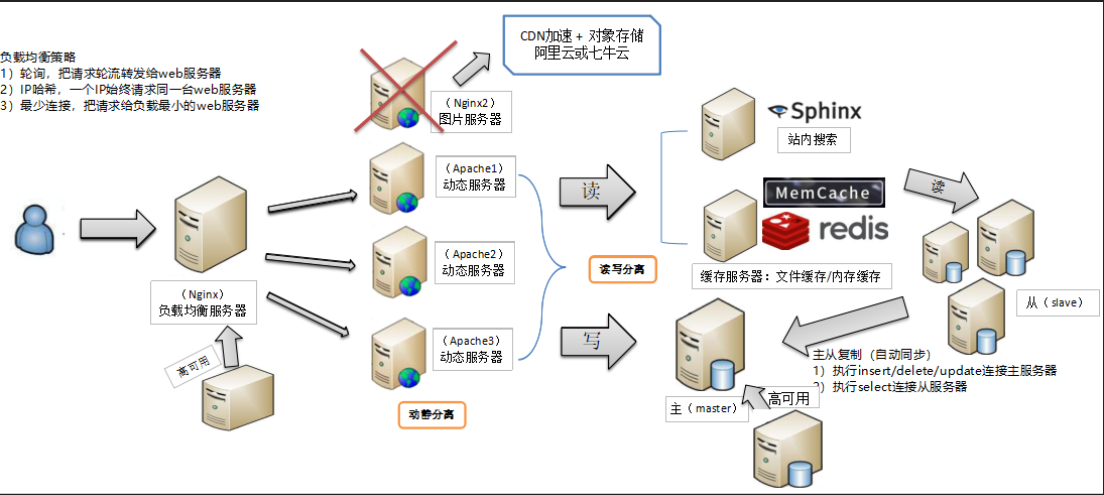 负载均衡策略
1）轮询，把请求轮流转发给web服务器
2）IP哈希，一个IP始终请求同一台web服务器
3）最少连接，把请求给负载最小的web服务器
CDN加速 + 对象存储
阿里云或七牛云
（Nginx2）
图片服务器
（Apache1）
动态服务器
（Apache2）
动态服务器
（Apache3）
动态服务器
动静分离
（Nginx）
负载均衡服务器
高可用
读
读写分离
写
Sphinx
站内搜索
MemCache
redis
缓存服务器：文件缓存/内存缓存
读
从（slave）
主从复制（自动同步）
1）执行insert/delete/update连接主服务器
2）执行select连接从服务器
主（master）
高可用